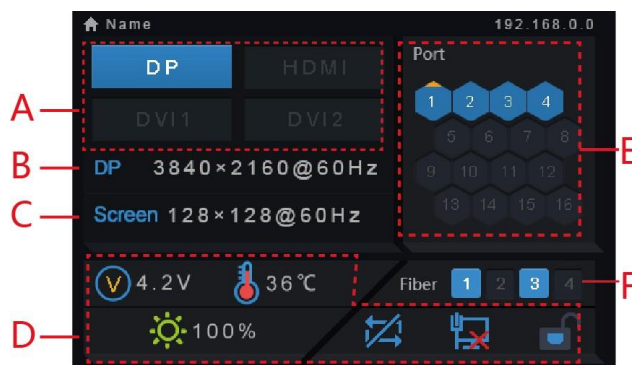 Name 192.168.0.0
DP HDMI
DVI1 DVI2
A
B DP 3840×2160@60Hz
C Screen 128×128@60Hz
Port
1 2 3 4
5 6 7 8
9 10 11 12
13 14 15 16
E
V 4.2V 36℃
Fiber 1 2 3 4
F
D 100%